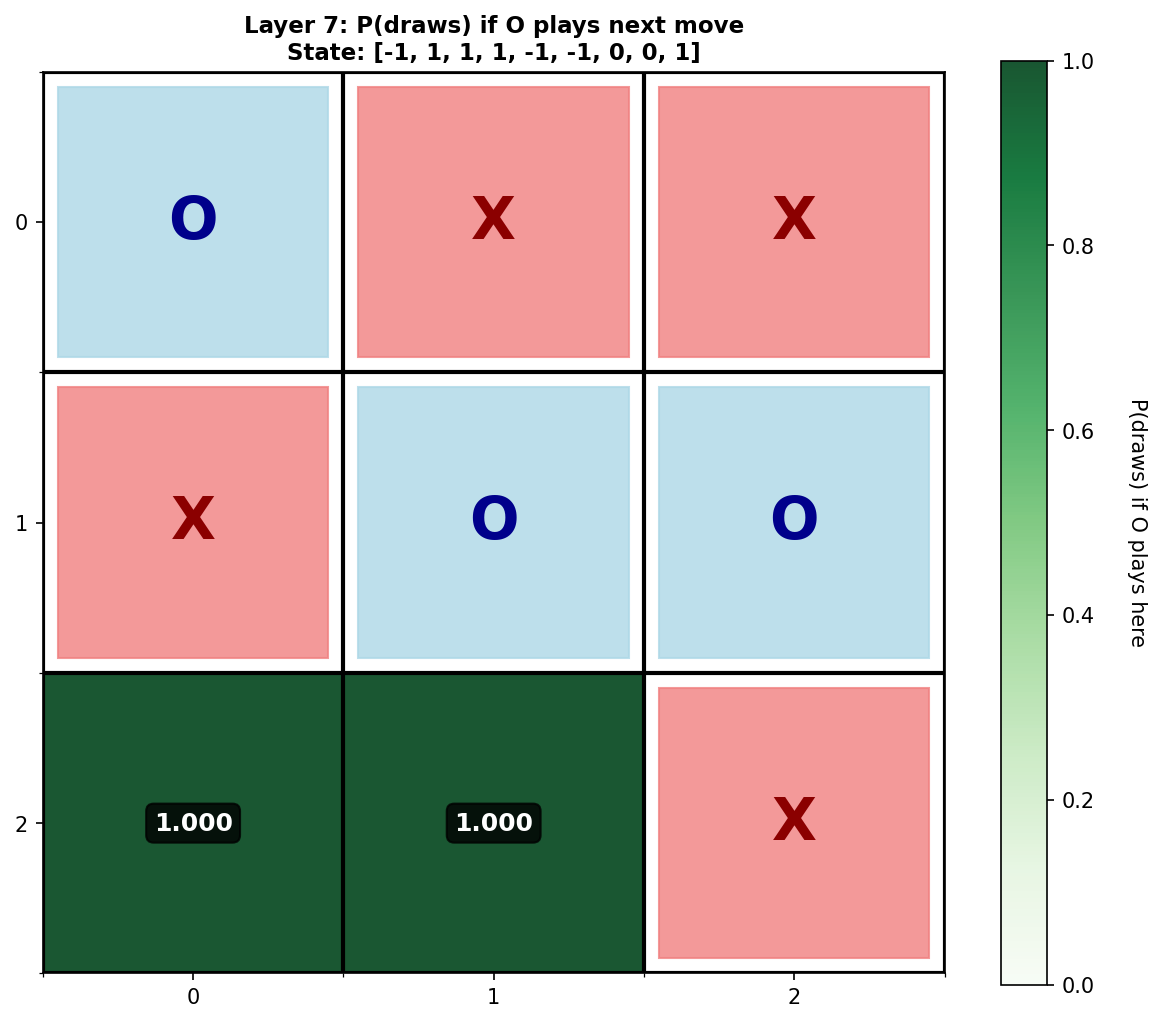 Layer 7: P(draws) if O plays next move
State: [-1, 1, 1, 1, -1, -1, 0, 0, 1]
0
O
X
X
1
X
O
O
2
1.000
1.000
X
0
1
2
1.0
0.8
0.6
0.4
0.2
0.0
P(draws) if O plays here